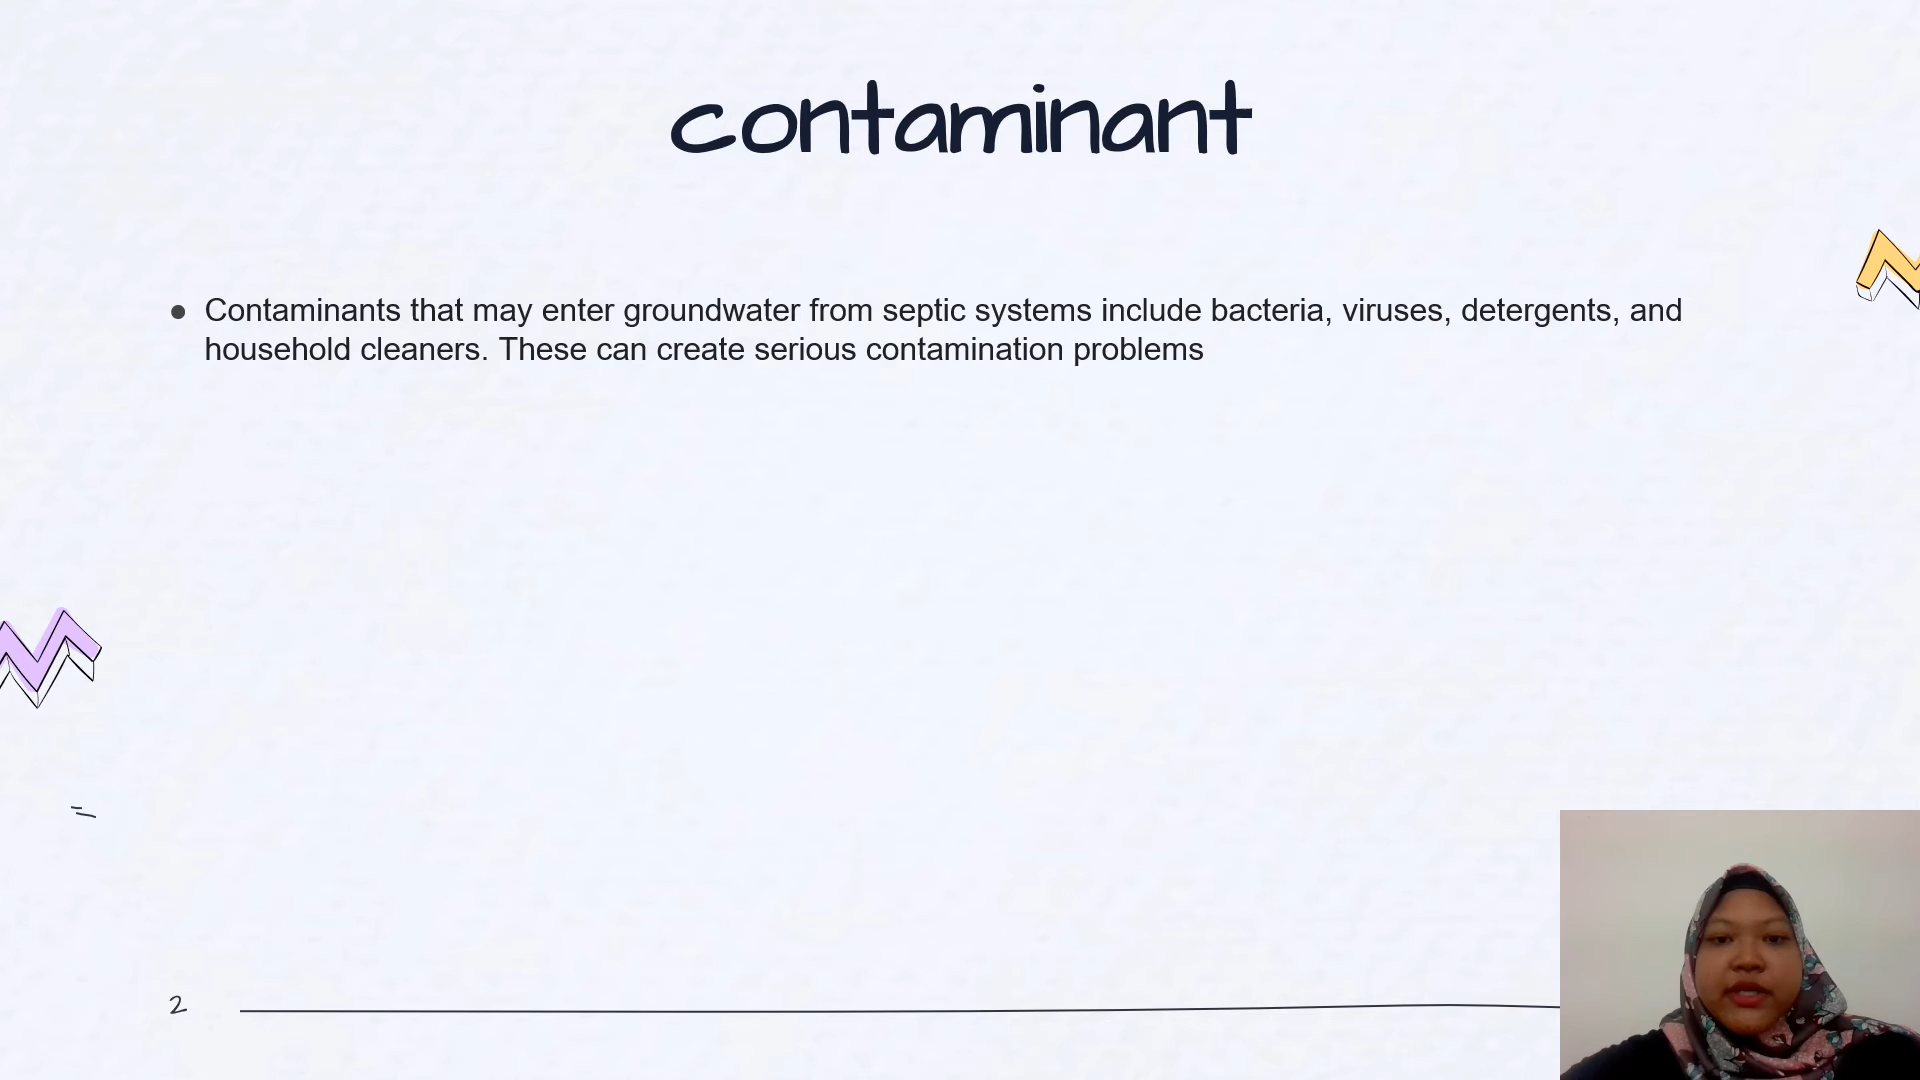 contaminant
● Contaminants that may enter groundwater from septic systems include bacteria, viruses, detergents, and
household cleaners. These can create serious contamination problems
2